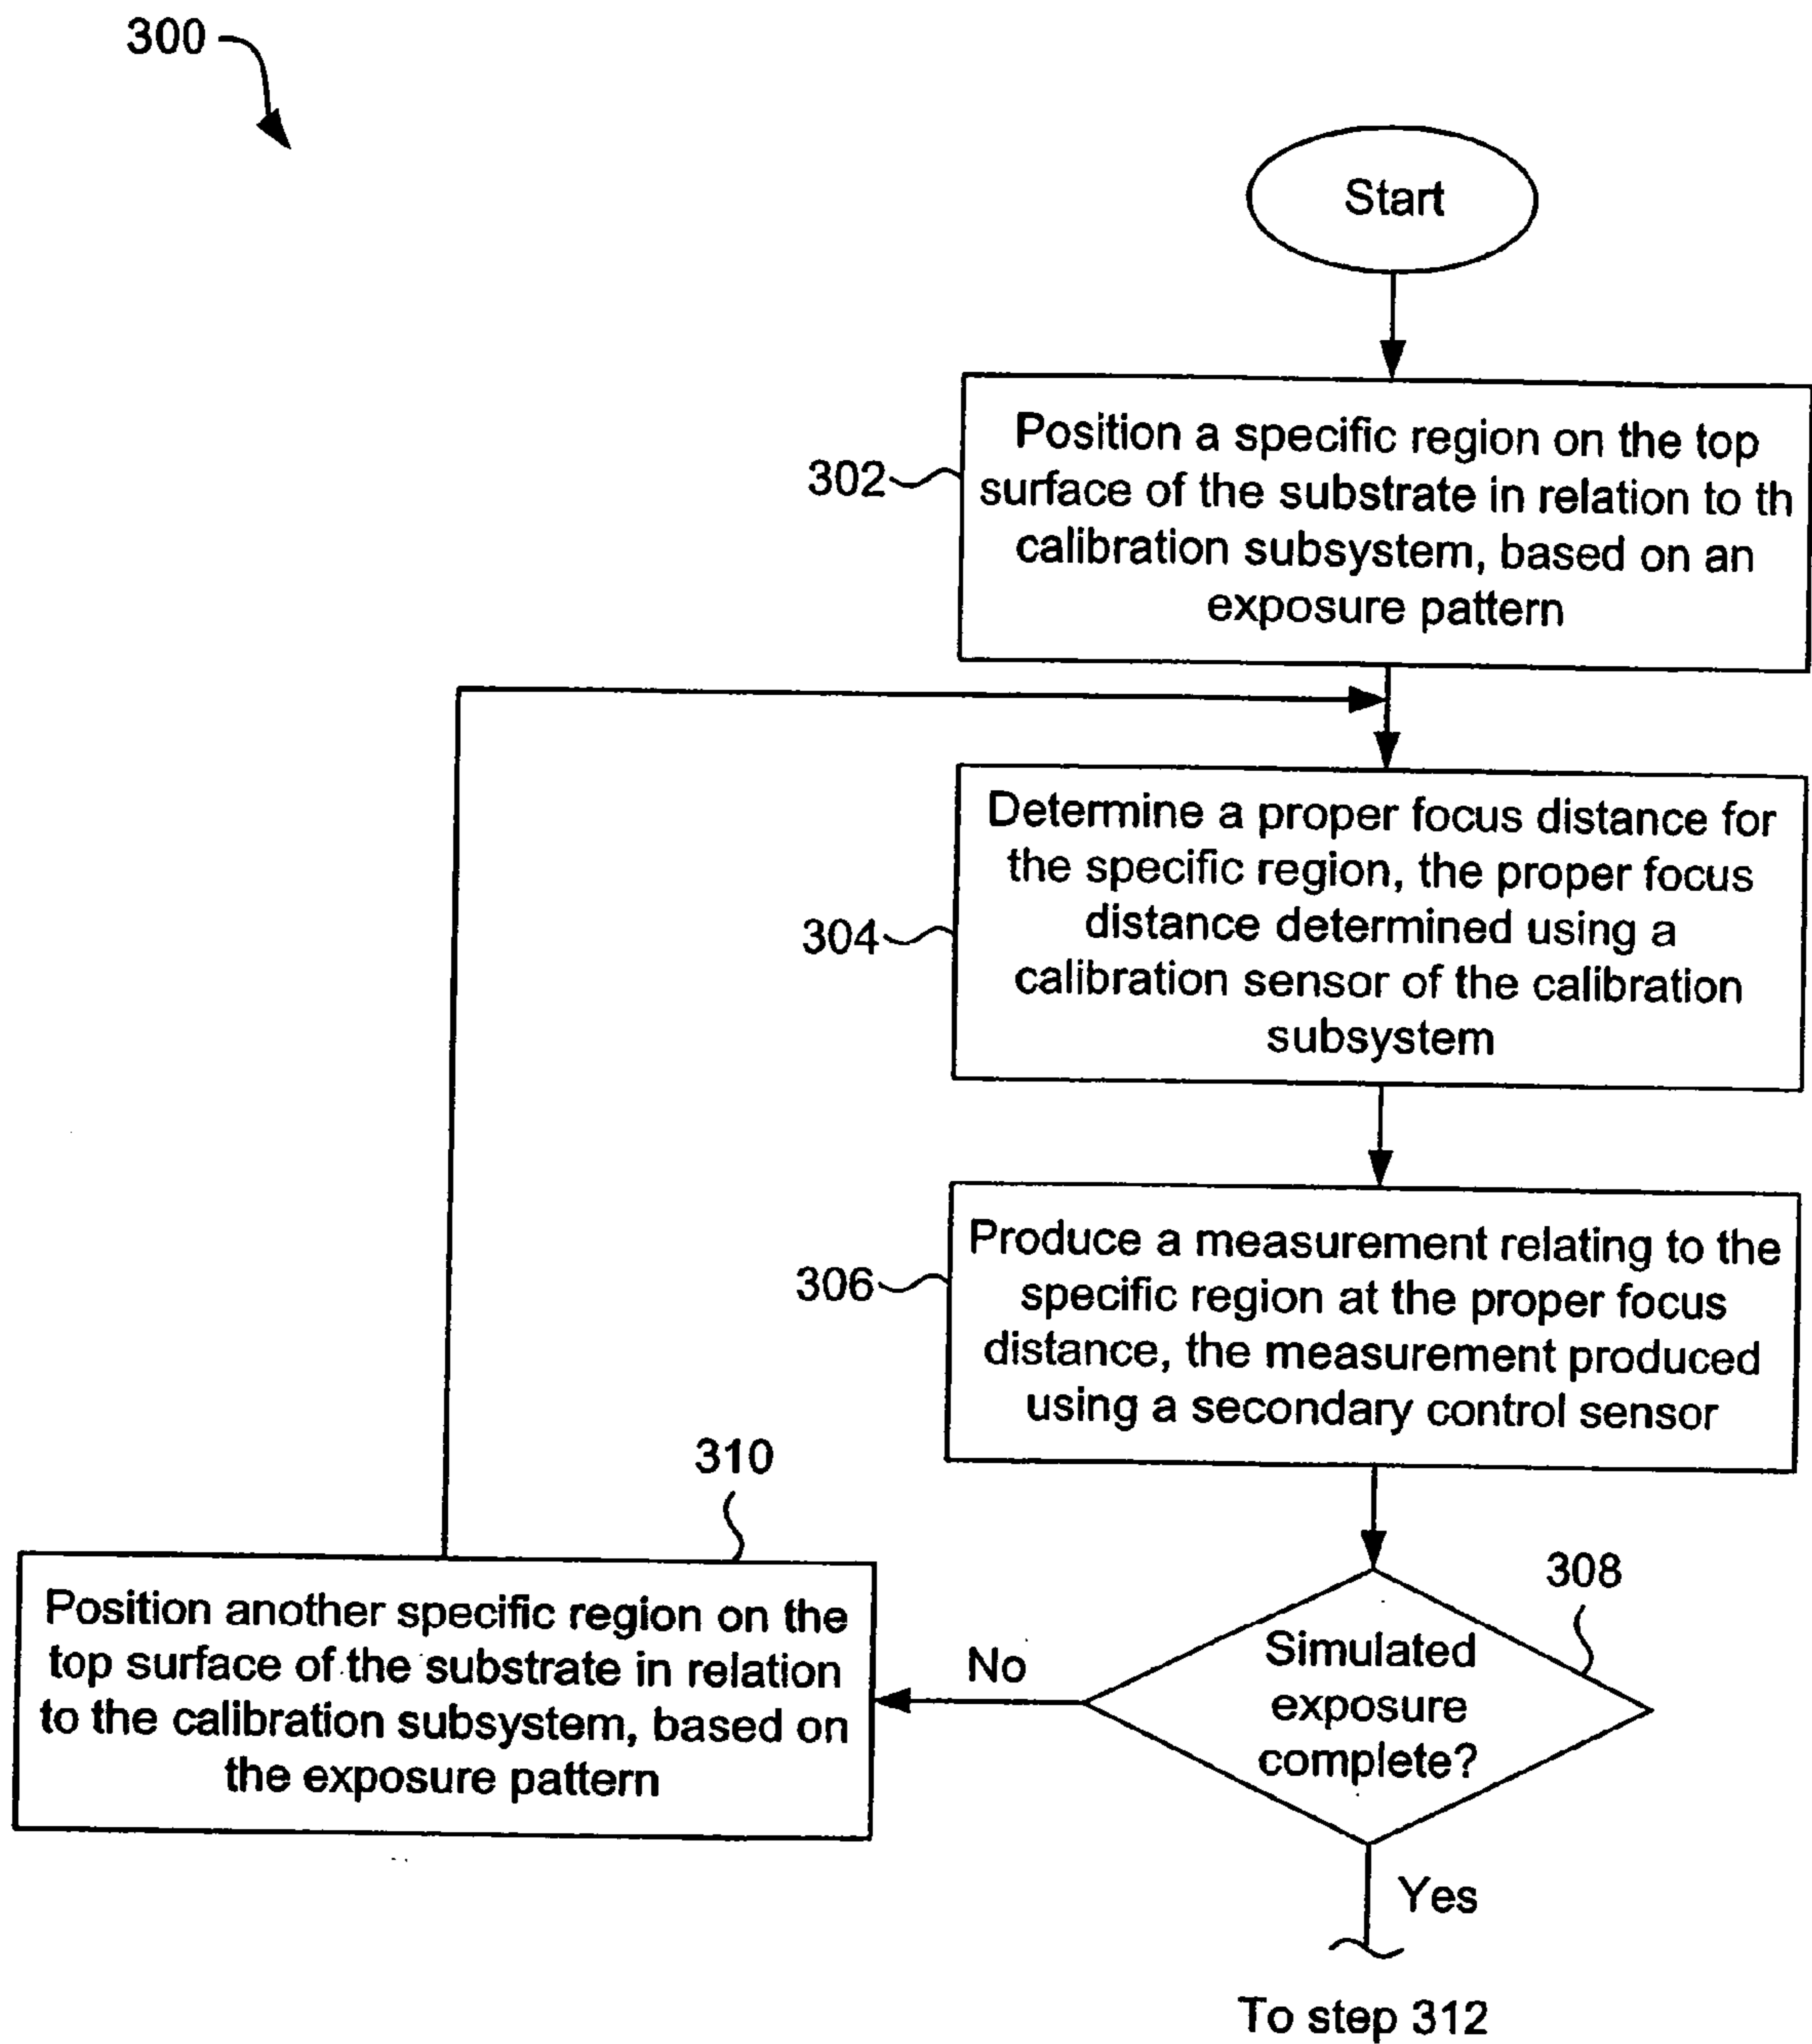 300
Start
302
Position a specific region on the top
surface of the substrate in relation to th
calibration subsystem, based on an
exposure pattern
304
Determine a proper focus distance for
the specific region, the proper focus
distance determined using a
calibration sensor of the calibration
subsystem
306
Produce a measurement relating to the
specific region at the proper focus
distance, the measurement produced
using a secondary control sensor
308
Simulated
exposure
complete?
No
310
Position another specific region on the
top surface of the substrate in relation
to the calibration subsystem, based on
the exposure pattern
Yes
To step 312